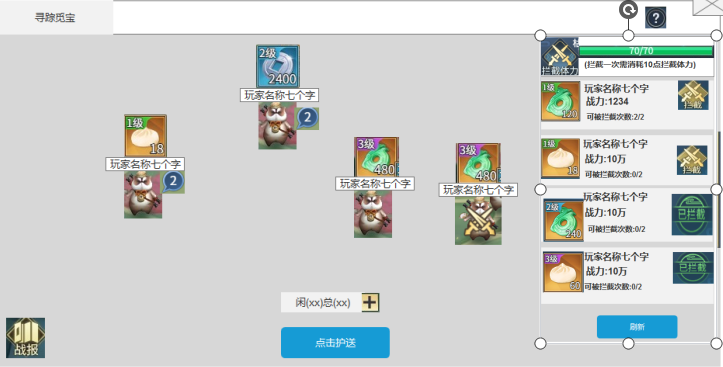 寻踪觅宝
?
2级
2400
玩家名称七个字
2
1级
18
玩家名称七个字
2
3级
480
玩家名称七个字
3级
480
玩家名称七个字
闲(xx)总(xx)
点击护送
战报
拦截体力
70/70
(拦截一次需消耗10点拦截体力)
1级
120
玩家名称七个字
战力:1234
可被拦截次数:2/2
拦截
1级
18
玩家名称七个字
战力:10万
可被拦截次数:0/2
拦截
2级
240
玩家名称七个字
战力:10万
可被拦截次数:0/2
已拦截
3级
60
玩家名称七个字
战力:10万
可被拦截次数:0/2
已拦截
刷新